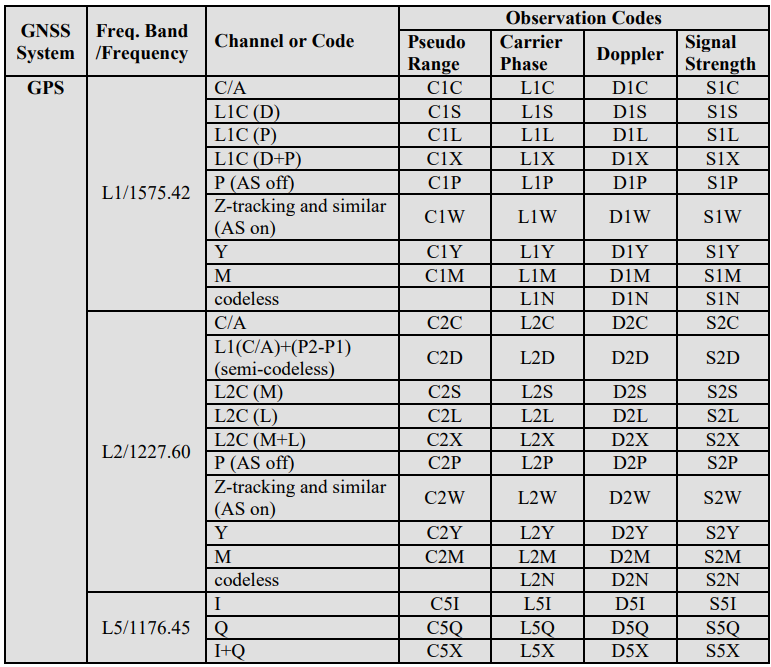 GNSS System Freq. Band /Frequency Channel or Code Observation Codes
Pseudo Range Carrier Phase Doppler Signal Strength
GPS L1/1575.42 C/A C1C L1C D1C S1C
L1C (D) C1S L1S D1S S1S
L1C (P) C1L L1L D1L S1L
L1C (D+P) C1X L1X D1X S1X
P (AS off) C1P L1P D1P S1P
Z-tracking and similar (AS on) C1W L1W D1W S1W
Y C1Y L1Y D1Y S1Y
M C1M L1M D1M S1M
codeless L1N D1N S1N
L2/1227.60 C/A C2C L2C D2C S2C
L1(C/A)+(P2-P1) (semi-codeless) C2D L2D D2D S2D
L2C (M) C2S L2S D2S S2S
L2C (L) C2L L2L D2L S2L
L2C (M+L) C2X L2X D2X S2X
P (AS off) C2P L2P D2P S2P
Z-tracking and similar (AS on) C2W L2W D2W S2W
Y C2Y L2Y D2Y S2Y
M C2M L2M D2M S2M
codeless L2N D2N S2N
L5/1176.45 I C5I L5I D5I S5I
Q C5Q L5Q D5Q S5Q
I+Q C5X L5X D5X S5X